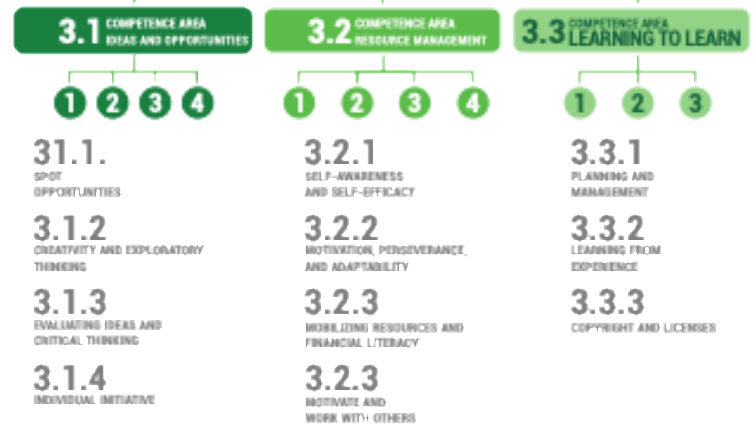 3.1 COMPETENCE AREA
IDEAS AND OPPORTUNITIES
1 2 3 4
31.1.
SPOT
OPPORTUNITIES
3.1.2
CREATIVITY AND EXPLORATORY
THINKING
3.1.3
EVALUATING IDEAS AND
CRITICAL THINKING
3.1.4
INDIVIDUAL INITIATIVE
3.2 COMPETENCE AREA
RESOURCE MANAGEMENT
1 2 3 4
3.2.1
SELF-AWARENESS
AND SELF-EFFICACY
3.2.2
MOTIVATION, PERSEVERANCE,
AND ADAPTABILITY
3.2.3
MOBILIZING RESOURCES AND
FINANCIAL LITERACY
3.2.3
MOTIVATE AND
WORK WITH OTHERS
3.3 COMPETENCE AREA
LEARNING TO LEARN
1 2 3
3.3.1
PLANNING AND
MANAGEMENT
3.3.2
LEARNING FROM
EXPERIENCE
3.3.3
COPYRIGHT AND LICENSES